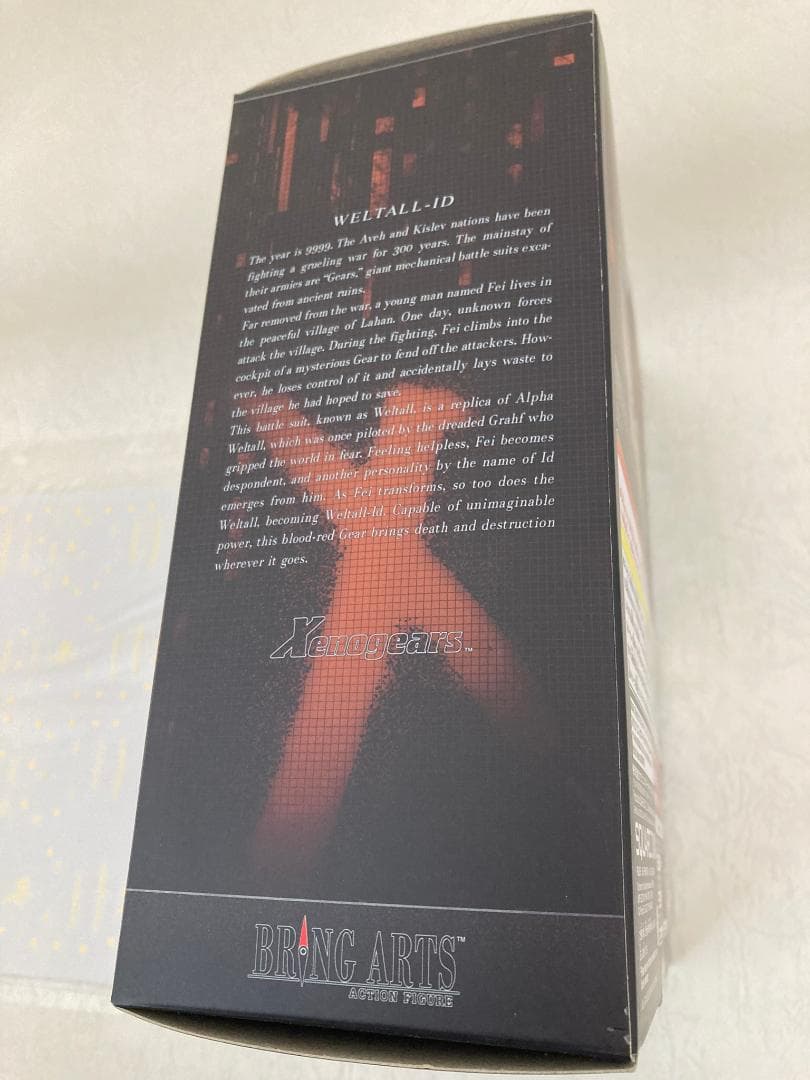 WELTALL-ID
The year is 9999. The Aveh and Kislev nations have been
fighting a grueling war for 300 years. The mainstay of
their armies are “Gears,” giant mechanical battle suits exca-
vated from ancient ruins.
Far removed from the war, a young man named Fei lives in
the peaceful village of Lahan. One day, unknown forces
attack the village. During the fighting, Fei climbs into the
cockpit of a mysterious Gear to fend off the attackers. How-
ever, he loses control of it and accidentally lays waste to
the village he had hoped to save.
This battle suit, known as Weltall, is a replica of Alpha
Weltall, which was once piloted by the dreaded Grahf who
gripped the world in fear. Feeling helpless, Fei becomes
despondent, and another personality by the name of Id
emerges from him. As Fei transforms, so too does the
Weltall, becoming Weltall-Id. Capable of unimaginable
power, this blood-red Gear brings death and destruction
wherever it goes.
Xenogears™
BRING ARTS™
ACTION FIGURE